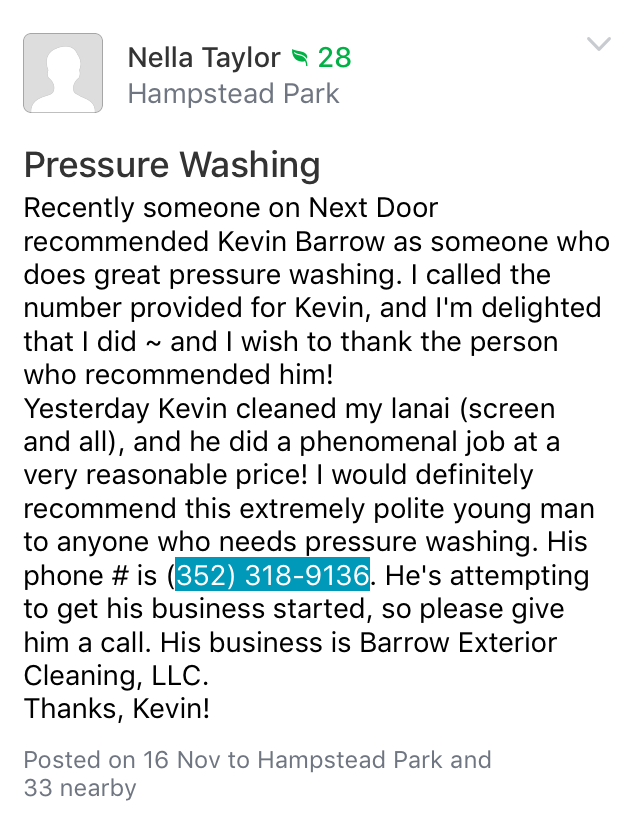 Nella Taylor 28
Hampstead Park
Pressure Washing
Recently someone on Next Door
recommended Kevin Barrow as someone who
does great pressure washing. I called the
number provided for Kevin, and I'm delighted
that I did ~ and I wish to thank the person
who recommended him!
Yesterday Kevin cleaned my lanai (screen
and all), and he did a phenomenal job at a
very reasonable price! I would definitely
recommend this extremely polite young man
to anyone who needs pressure washing. His
phone # is (352) 318-9136. He's attempting
to get his business started, so please give
him a call. His business is Barrow Exterior
Cleaning, LLC.
Thanks, Kevin!
Posted on 16 Nov to Hampstead Park and
33 nearby